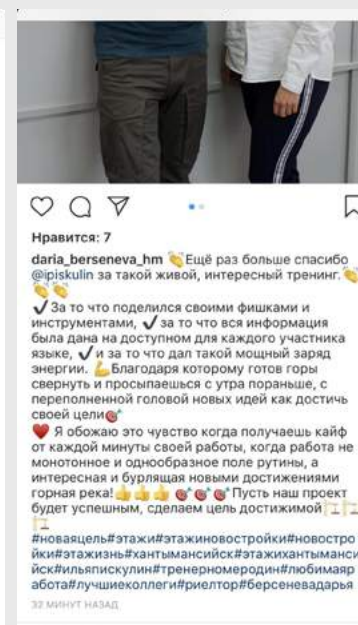 Нравится: 7
daria_berseneva_hm 👏Ещё раз больше спасибо
@ipiskulin за такой живой, интересный тренинг.👏
👏👏
✔За то что поделился своими фишками и
инструментами, ✔за то что вся информация
была дана на доступном для каждого участника
языке, ✔и за то что дал такой мощный заряд
энергии. 💪Благодаря которому готов горы
свернуть и просыпаешься с утра пораньше, с
переполненной головой новых идей как достичь
своей цели🎯
❤ Я обожаю это чувство когда получаешь кайф
от каждой минуты своей работы, когда работа не
монотонное и однообразное поле рутины, а
интересная и бурлящая новыми достижениями
горная река!👍👍👍🎯🎯🎯Пусть наш проект
будет успешным, сделаем цель достижимой🏗🏗
🏗
#новаяцель#этажи#этажиновостройки#новостро
йки#этажизнь#хантымансийск#этажихантыманси
йск#ильяпискулин#тренерномеродин#любимаяр
абота#лучшиеколлеги#риелтор#берсеневадарья
32 МИНУТ НАЗАД